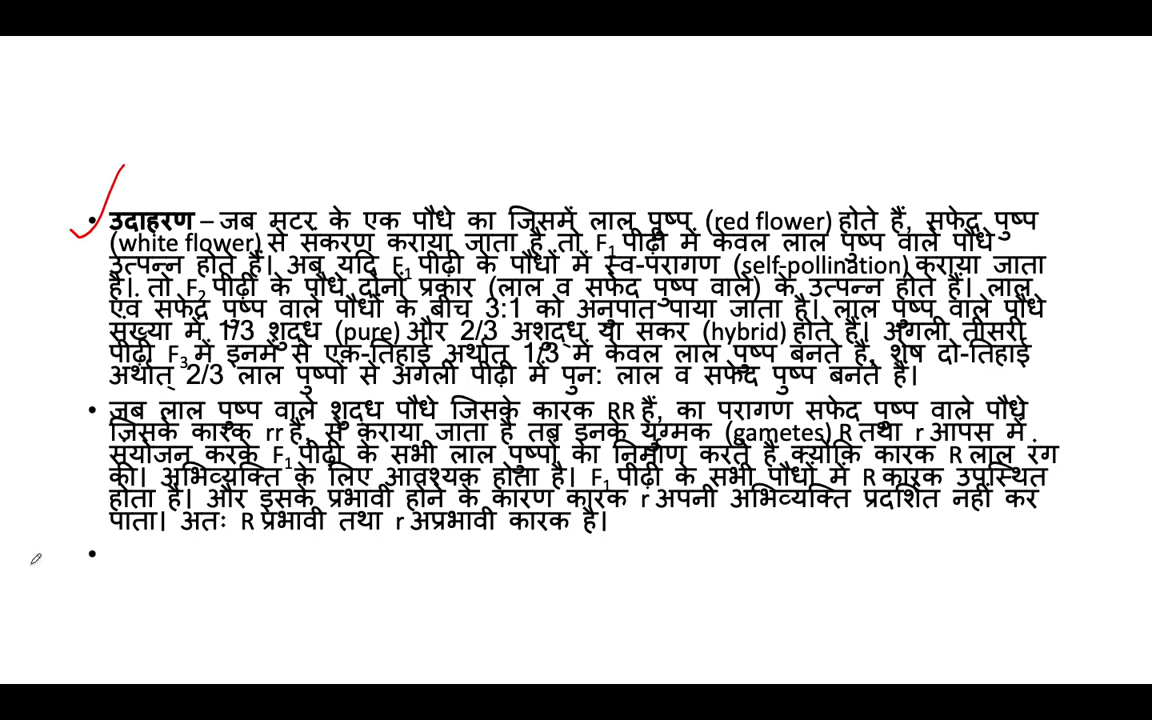 • उदाहरण – जब मटर के एक पौधे का जिसमें लाल पुष्प (red flower) होते हैं, सफेद पुष्प
(white flower) से संकरण कराया जाता है तो F₁ पीढ़ी में केवल लाल पुष्प वाले पौधे
उत्पन्न होते हैं। अब यदि F₁ पीढ़ी के पौधों में स्व-परागण (self-pollination) कराया जाता
है। तो F₂ पीढ़ी के पौधे दोनों प्रकार (लाल व सफेद पुष्प वाले) के उत्पन्न होते हैं। लाल
एवं सफेद पुष्प वाले पौधों के बीच 3:1 को अनुपात पाया जाता है। लाल पुष्प वाले पौधे
संख्या में 1/3 शुद्ध (pure) और 2/3 अशुद्ध या संकर (hybrid) होते हैं। अगली तीसरी
पीढ़ी F₃ में इनमें से एक-तिहाई अर्थात् 1/3 में केवल लाल पुष्प बनते हैं, शेष दो-तिहाई
अर्थात् 2/3 लाल पुष्पों से अगली पीढ़ी में पुन: लाल व सफेद पुष्प बनते हैं।
• जब लाल पुष्प वाले शुद्ध पौधे जिसके कारक RR हैं, का परागण सफेद पुष्प वाले पौधे
जिसके कारक rr हैं, से कराया जाता है तब इनके युग्मक (gametes) R तथा r आपस में
संयोजन करके F₁ पीढ़ी के सभी लाल पुष्पों का निर्माण करते हैं, क्योंकि कारक R लाल रंग
की। अभिव्यक्ति के लिए आवश्यक होता है। F₁ पीढ़ी के सभी पौधों में R कारक उपस्थित
होता है। और इसके प्रभावी होने के कारण कारक r अपनी अभिव्यक्ति प्रदर्शित नहीं कर
पाता। अतः R प्रभावी तथा r अप्रभावी कारक है।
•